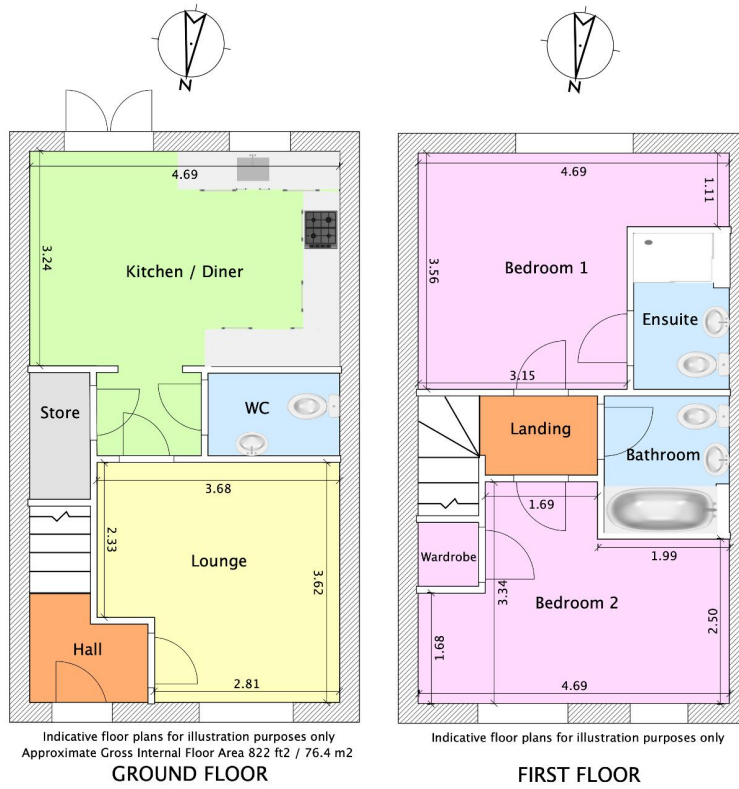 N
N
4.69
3.24
Kitchen / Diner
Store
WC
3.68
2.33
Lounge
3.62
Hall
2.81
Indicative floor plans for illustration purposes only
Approximate Gross Internal Floor Area 822 ft2 / 76.4 m2
GROUND FLOOR
4.69
1.11
3.56
Bedroom 1
Ensuite
3.15
Landing
Bathroom
1.69
Wardrobe
1.99
3.34
Bedroom 2
2.50
1.68
4.69
Indicative floor plans for illustration purposes only
FIRST FLOOR